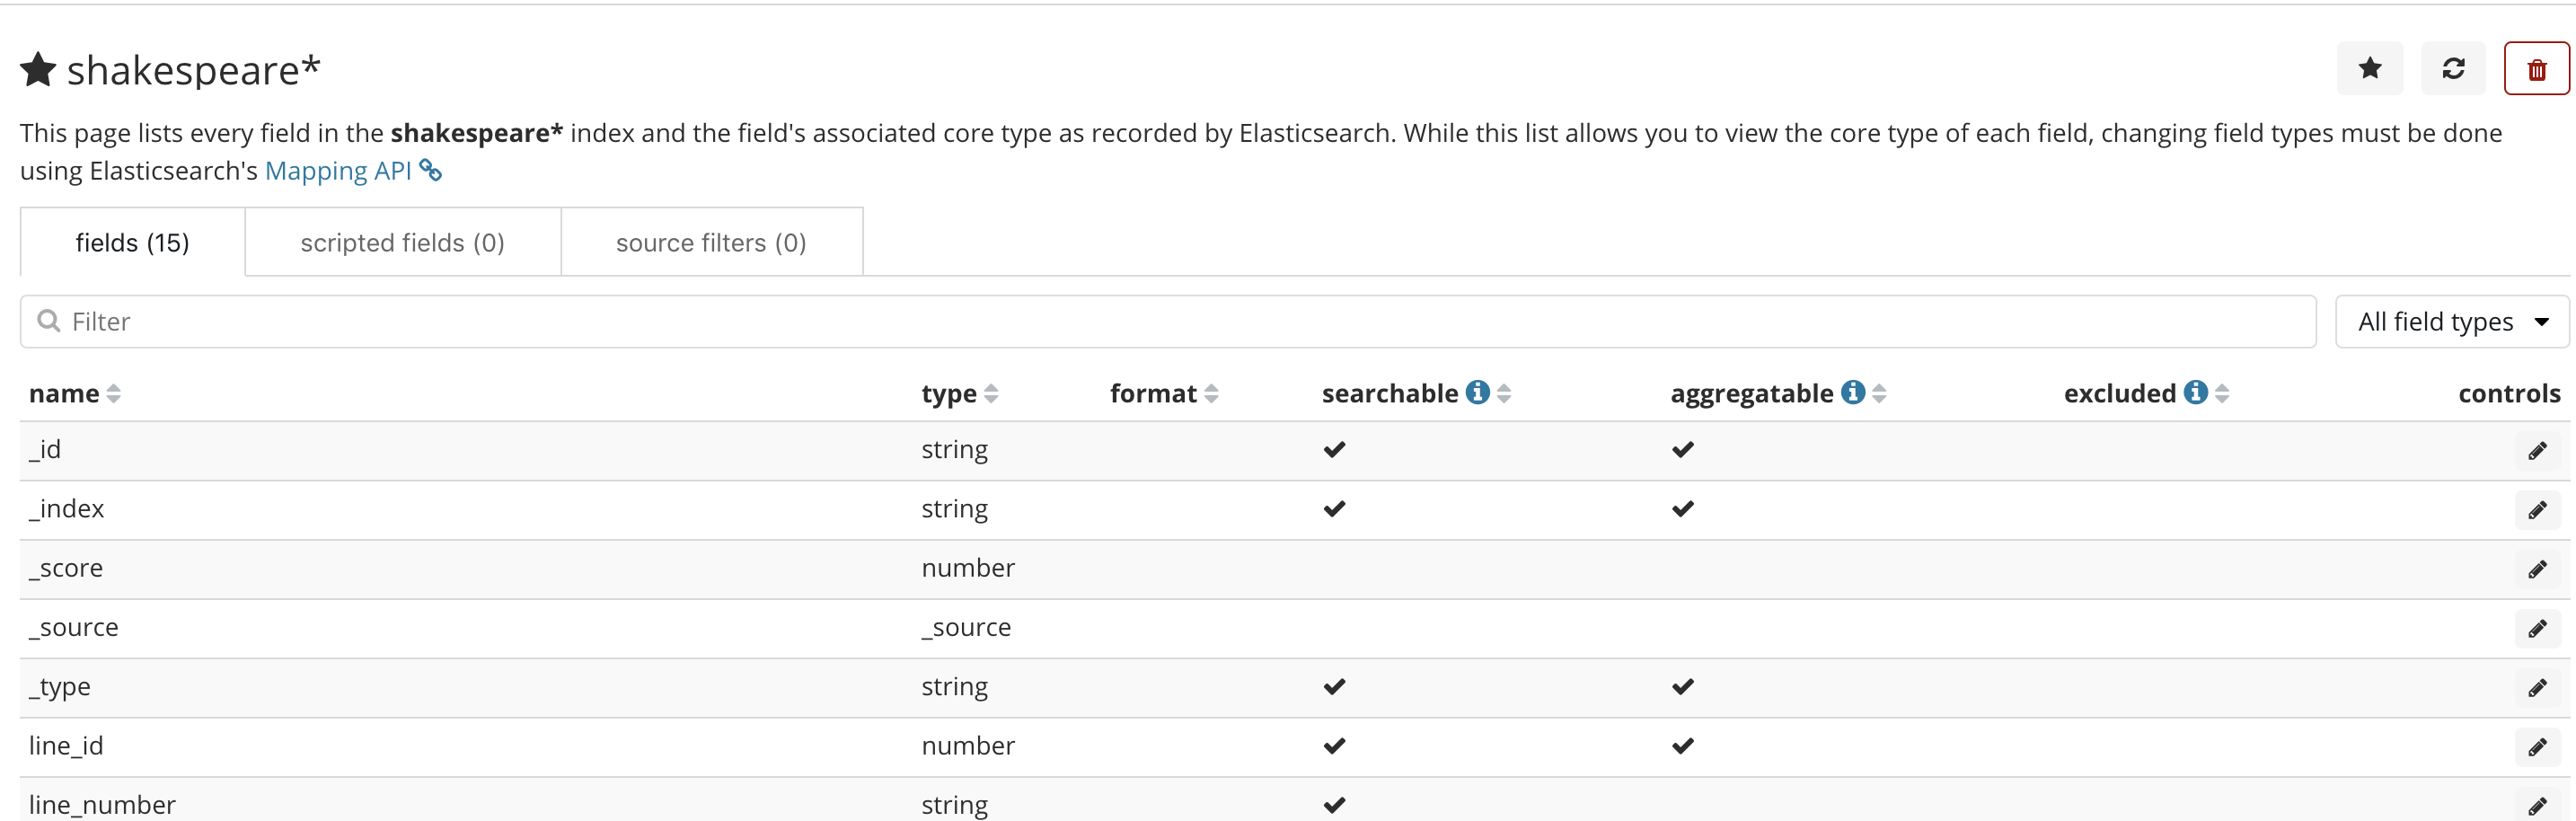 shakespeare*
This page lists every field in the shakespeare* index and the field's associated core type as recorded by Elasticsearch. While this list allows you to view the core type of each field, changing field types must be done
using Elasticsearch's Mapping API
fields (15) scripted fields (0) source filters (0)
Filter All field types
name type format searchable aggregatable excluded controls
_id string
_index string
_score number
_source _source
_type string
line_id number
line_number string